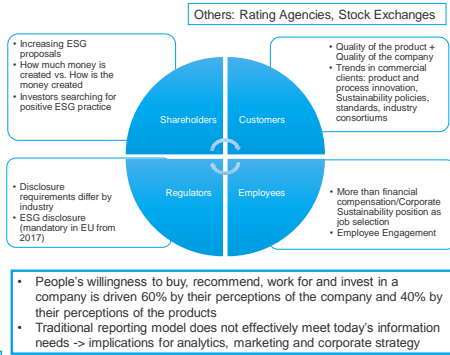 Others: Rating Agencies, Stock Exchanges
• Increasing ESG
proposals
• How much money is
created vs. How is the
money created
• Investors searching for
positive ESG practice
• Quality of the product +
Quality of the company
• Trends in commercial
clients: product and
process innovation,
Sustainability policies,
standards, industry
consortiums
Shareholders
Customers
Regulators
Employees
• Disclosure
requirements differ by
industry
• ESG disclosure
(mandatory in EU from
2017)
• More than financial
compensation/Corporate
Sustainability position as
job selection
• Employee Engagement
• People's willingness to buy, recommend, work for and invest in a
company is driven 60% by their perceptions of the company and 40% by
their perceptions of the products
• Traditional reporting model does not effectively meet today's information
needs -> implications for analytics, marketing and corporate strategy